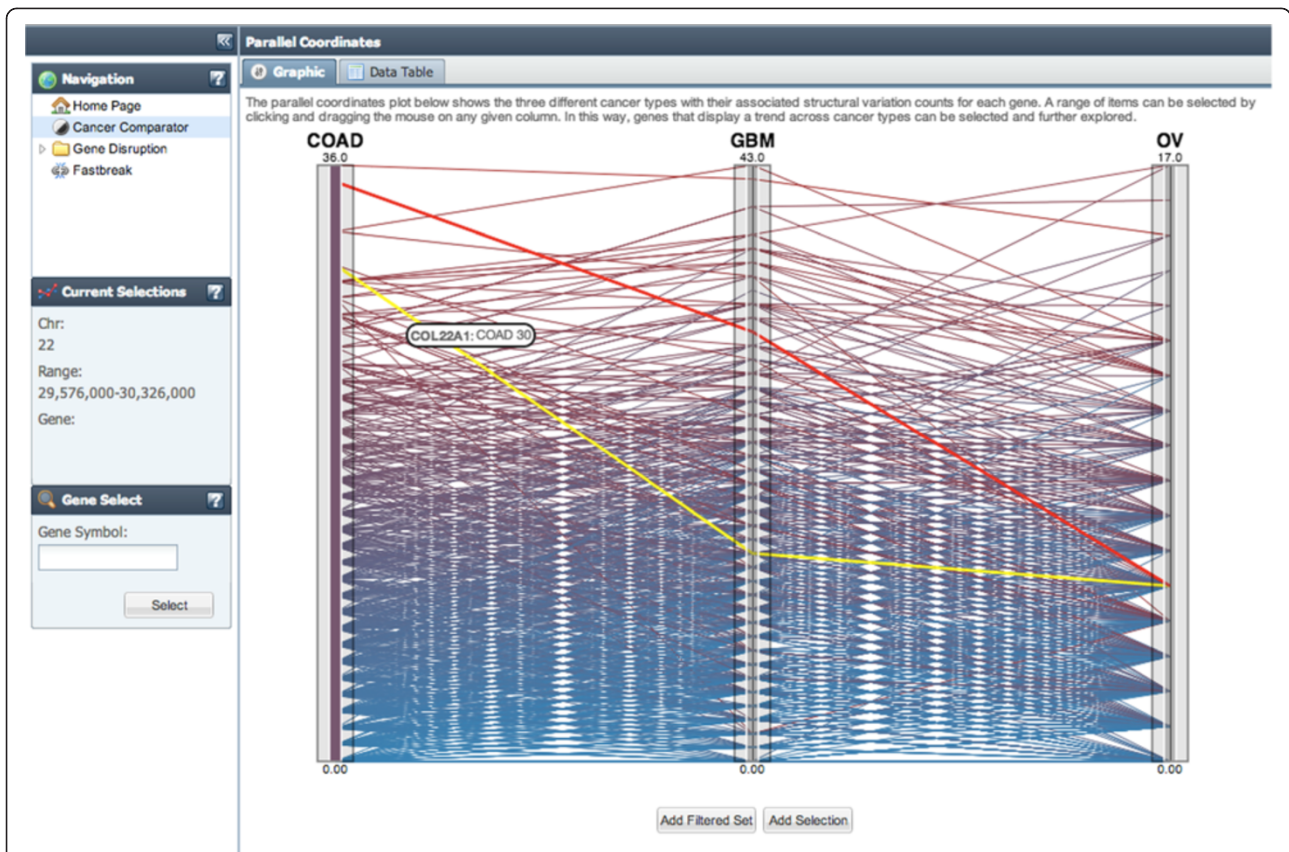 Parallel Coordinates
Navigation
?
Home Page
Cancer Comparator
Gene Disruption
Fastbreak
Current Selections
?
Chr:
22
Range:
29,576,000-30,326,000
Gene:
Gene Select
?
Gene Symbol:
Select
Graphic
Data Table
The parallel coordinates plot below shows the three different cancer types with their associated structural variation counts for each gene. A range of items can be selected by
clicking and dragging the mouse on any given column. In this way, genes that display a trend across cancer types can be selected and further explored.
COAD
GBM
OV
36.0
43.0
17.0
COL22A1: COAD 30
0.00
0.00
0.00
Add Filtered Set
Add Selection